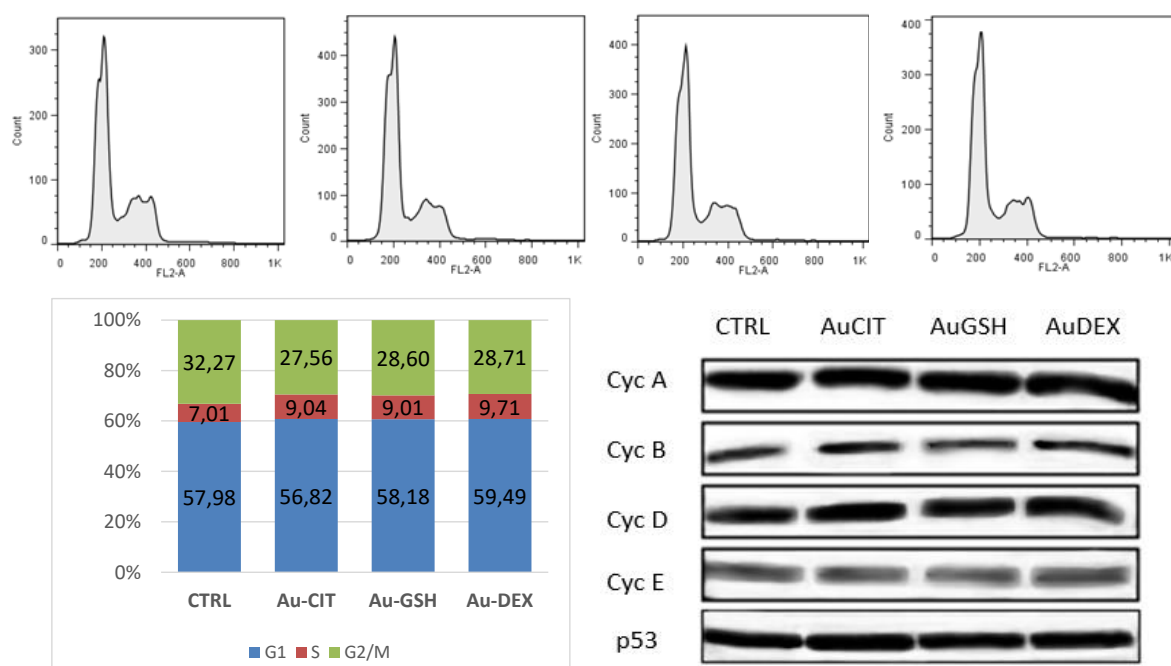 300
200
100
0
Count
0 200 400 600 800 1K
FL2-A
400
300
200
100
0
Count
0 200 400 600 800 1K
FL2-A
400
300
200
100
0
Count
0 200 400 600 800 1K
FL2-A
400
300
200
100
0
Count
0 200 400 600 800 1K
FL2-A
100%
80%
60%
40%
20%
0%
32,27 27,56 28,60 28,71
7,01 9,04 9,01 9,71
57,98 56,82 58,18 59,49
CTRL Au-CIT Au-GSH Au-DEX
G1 S G2/M
CTRL AuCIT AuGSH AuDEX
Cyc A
Cyc B
Cyc D
Cyc E
p53